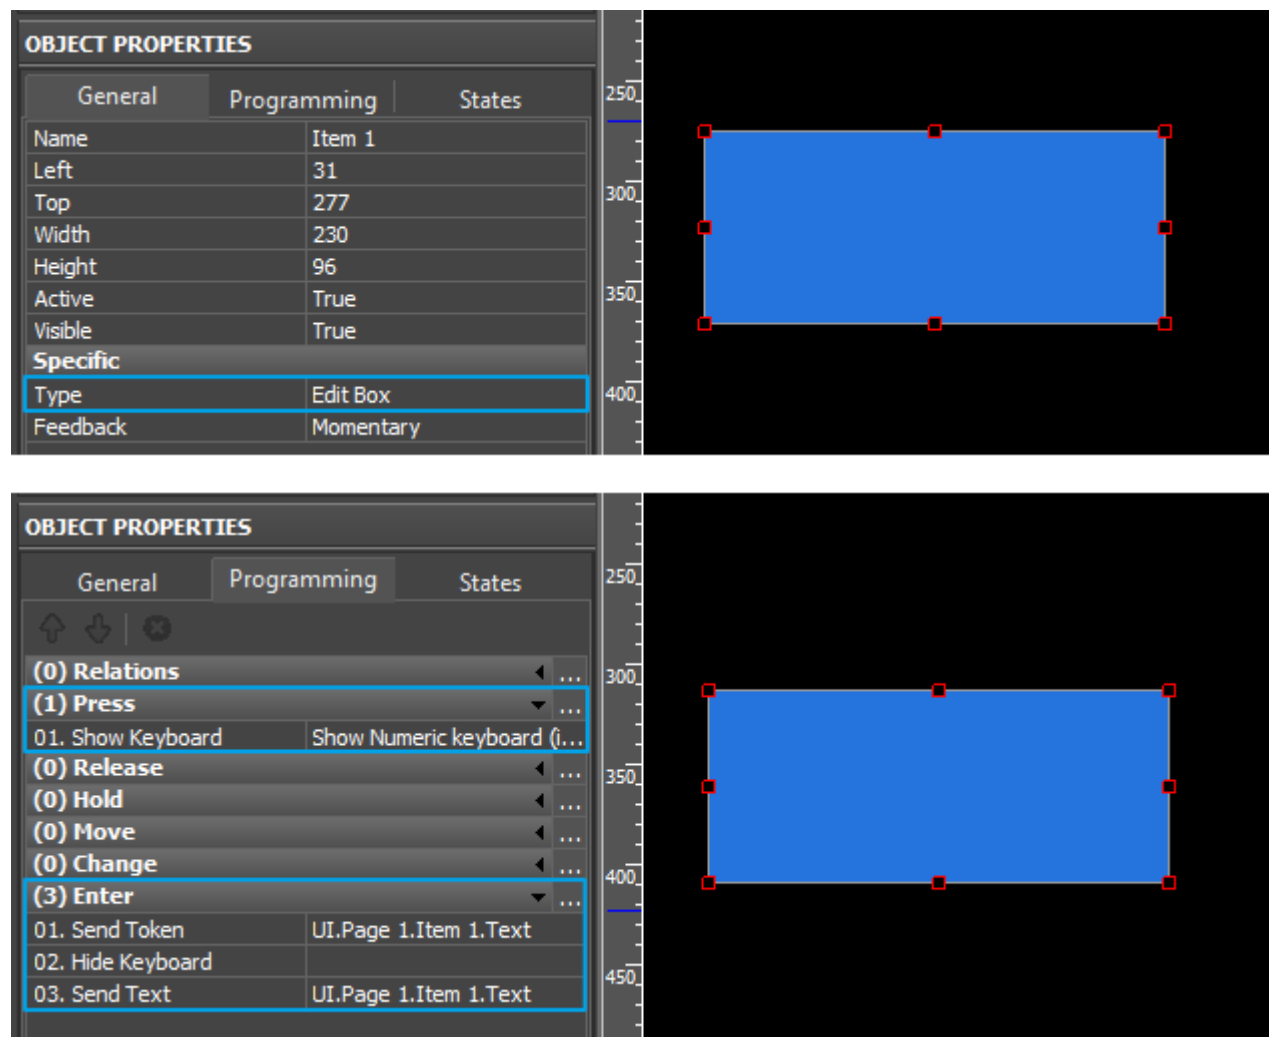 OBJECT PROPERTIES
General Programming States
Name Item 1
Left 31
Top 277
Width 230
Height 96
Active True
Visible True
Specific
Type Edit Box
Feedback Momentary
250
300
350
400
OBJECT PROPERTIES
General Programming States
(0) Relations ...
(1) Press ...
01. Show Keyboard Show Numeric keyboard (i...
(0) Release ...
(0) Hold ...
(0) Move ...
(0) Change ...
(3) Enter ...
01. Send Token UI.Page 1.Item 1.Text
02. Hide Keyboard
03. Send Text UI.Page 1.Item 1.Text
250
300
350
400
450